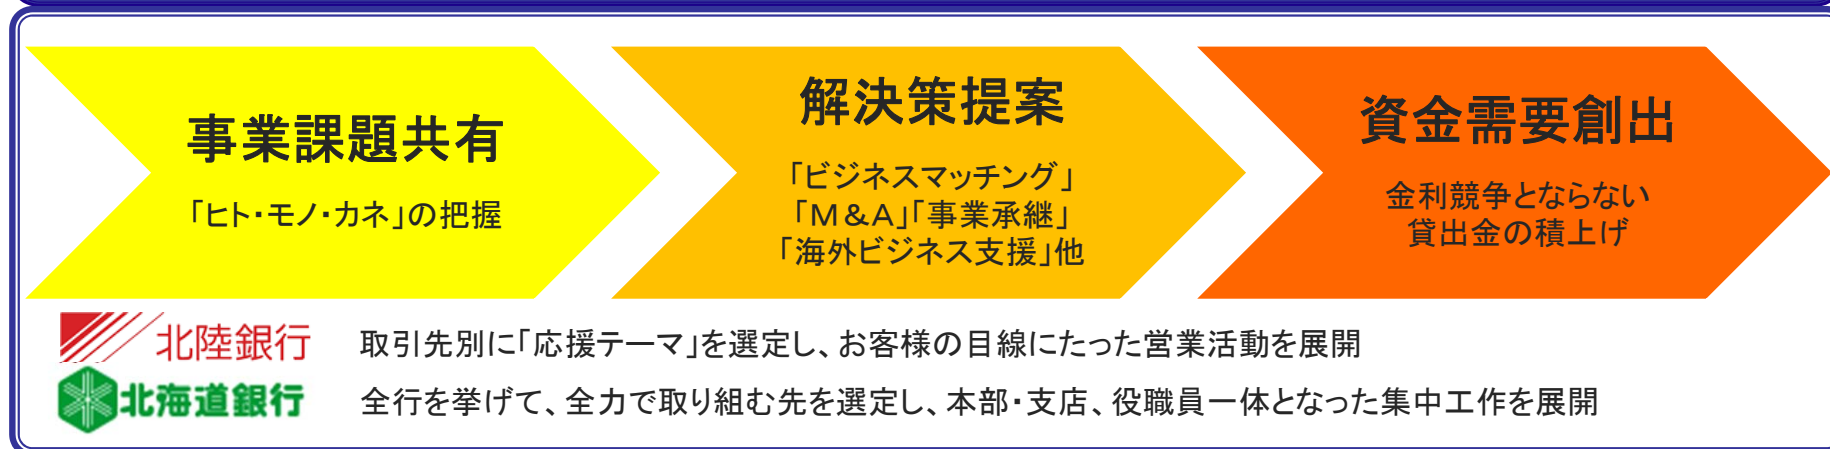 事業課題共有
「ヒト・モノ・カネ」の把握
解決策提案
「ビジネスマッチング」
「M&A」「事業承継」
「海外ビジネス支援」他
資金需要創出
金利競争とならない
貸出金の積上げ
北陸銀行 取引先別に「応援テーマ」を選定し、お客様の目線にたった営業活動を展開
北海道銀行 全行を挙げて、全力で取り組む先を選定し、本部・支店、役職員一体となった集中工作を展開